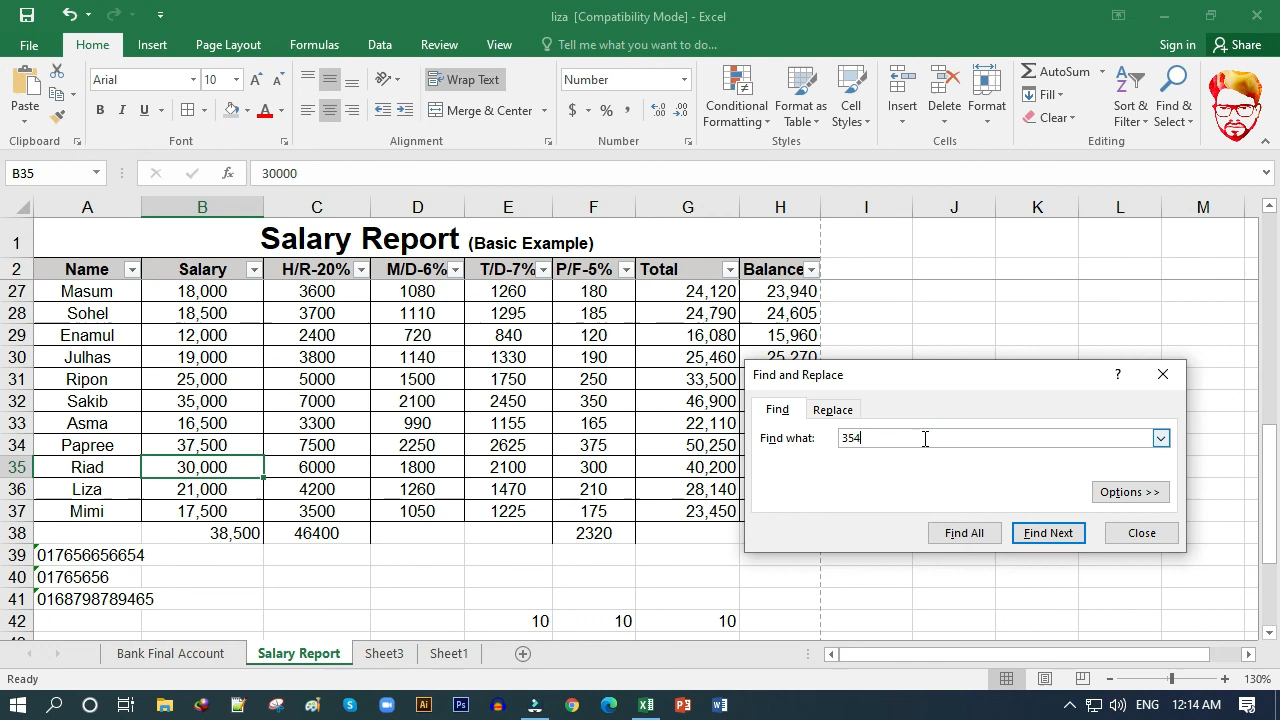 liza [Compatibility Mode] - Excel
File Home Insert Page Layout Formulas Data Review View Tell me what you want to do... Sign in Share
Paste
Clipboard
Arial 10
B I U
Font
Wrap Text
Merge & Center
Alignment
Number
$ % ,
Number
Conditional Formatting
Format as Table
Cell Styles
Styles
Insert Delete Format
Cells
AutoSum
Fill
Clear
Sort & Filter
Find & Select
Editing
B35 fx 30000
A B C D E F G H I J K L M
1 Salary Report (Basic Example)
2 Name Salary H/R-20% M/D-6% T/D-7% P/F-5% Total Balance
27 Masum 18,000 3600 1080 1260 180 24,120 23,940
28 Sohel 18,500 3700 1110 1295 185 24,790 24,605
29 Enamul 12,000 2400 720 840 120 16,080 15,960
30 Julhas 19,000 3800 1140 1330 190 25,460 25,270
31 Ripon 25,000 5000 1500 1750 250 33,500
32 Sakib 35,000 7000 2100 2450 350 46,900
33 Asma 16,500 3300 990 1155 165 22,110
34 Papree 37,500 7500 2250 2625 375 50,250
35 Riad 30,000 6000 1800 2100 300 40,200
36 Liza 21,000 4200 1260 1470 210 28,140
37 Mimi 17,500 3500 1050 1225 175 23,450
38 38,500 46400 2320
39 017656656654
40 01765656
41 0168798789465
42 10 10 10
Find and Replace ?
Find Replace
Find what: 354
Options >>
Find All Find Next Close
Bank Final Account Salary Report Sheet3 Sheet1
Ready 130%
ENG 12:14 AM